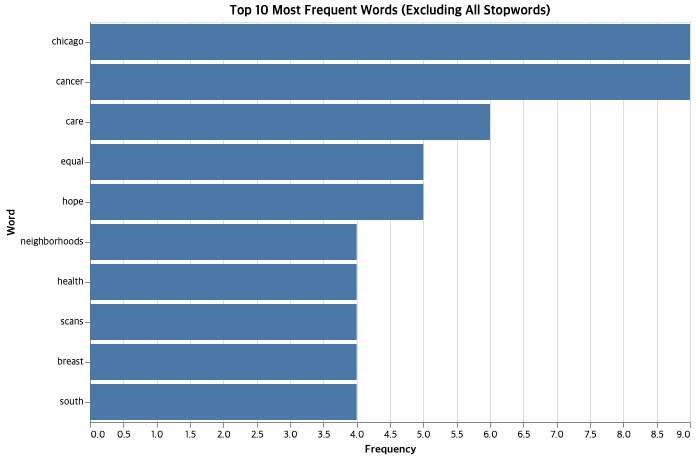 Top 10 Most Frequent Words (Excluding All Stopwords)
chicago
cancer
care
equal
hope
neighborhoods
health
scans
breast
south
Word
0.0 0.5 1.0 1.5 2.0 2.5 3.0 3.5 4.0 4.5 5.0 5.5 6.0 6.5 7.0 7.5 8.0 8.5 9.0
Frequency